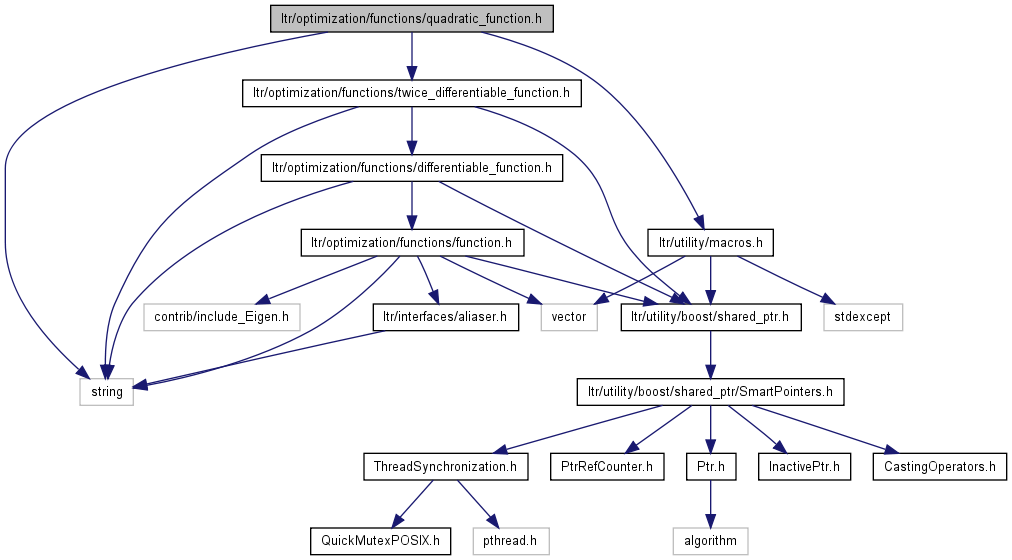 ltr/optimization/functions/quadratic_function.h
ltr/optimization/functions/twice_differentiable_function.h
ltr/optimization/functions/differentiable_function.h
ltr/optimization/functions/function.h
ltr/utility/macros.h
contrib/include_Eigen.h
ltr/interfaces/aliaser.h
vector
ltr/utility/boost/shared_ptr.h
stdexcept
string
ltr/utility/boost/shared_ptr/SmartPointers.h
ThreadSynchronization.h
PtrRefCounter.h
Ptr.h
InactivePtr.h
CastingOperators.h
QuickMutexPOSIX.h
pthread.h
algorithm